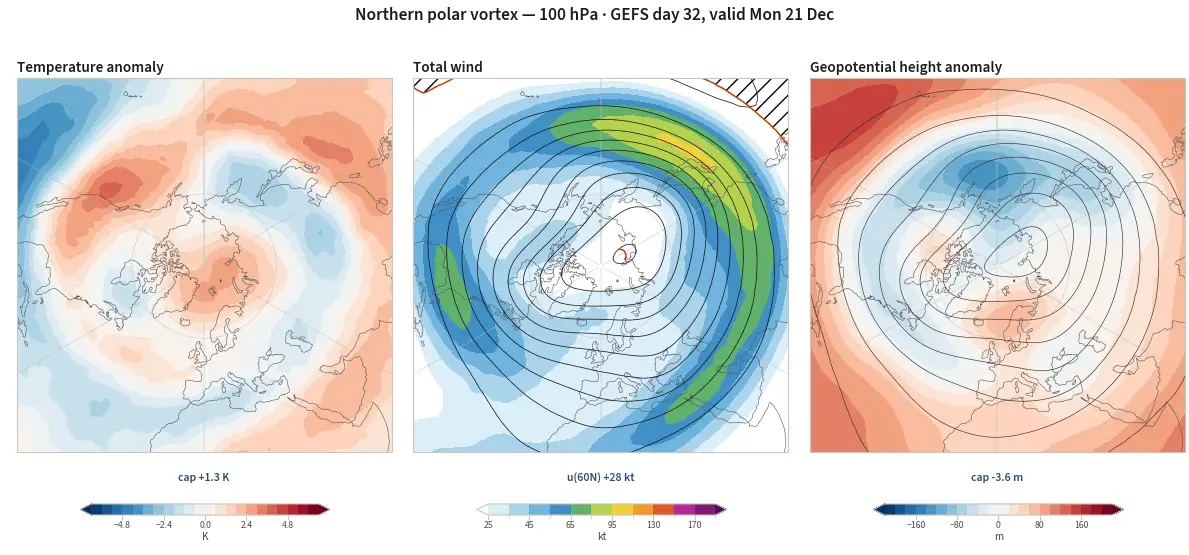 Northern polar vortex — 100 hPa · GEFS day 32, valid Mon 21 Dec
Temperature anomaly
Total wind
Geopotential height anomaly
cap +1.3 K
u(60N) +28 kt
cap -3.6 m
−4.8 −2.4 0.0 2.4 4.8
K
25 45 65 95 130 170
kt
−160 −80 0 80 160
m